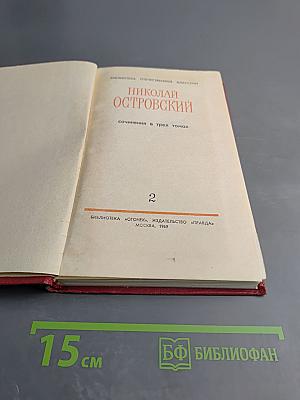 БИБЛИОТЕКА ОТЕЧЕСТВЕННОЙ КЛАССИКИ
НИКОЛАЙ
ОСТРОВСКИЙ
сочинения в трех томах
2
БИБЛИОТЕКА «ОГОНЕК». ИЗДАТЕЛЬСТВО «ПРАВДА»
МОСКВА, 1969
15 см
БФ БИБЛИОФАН